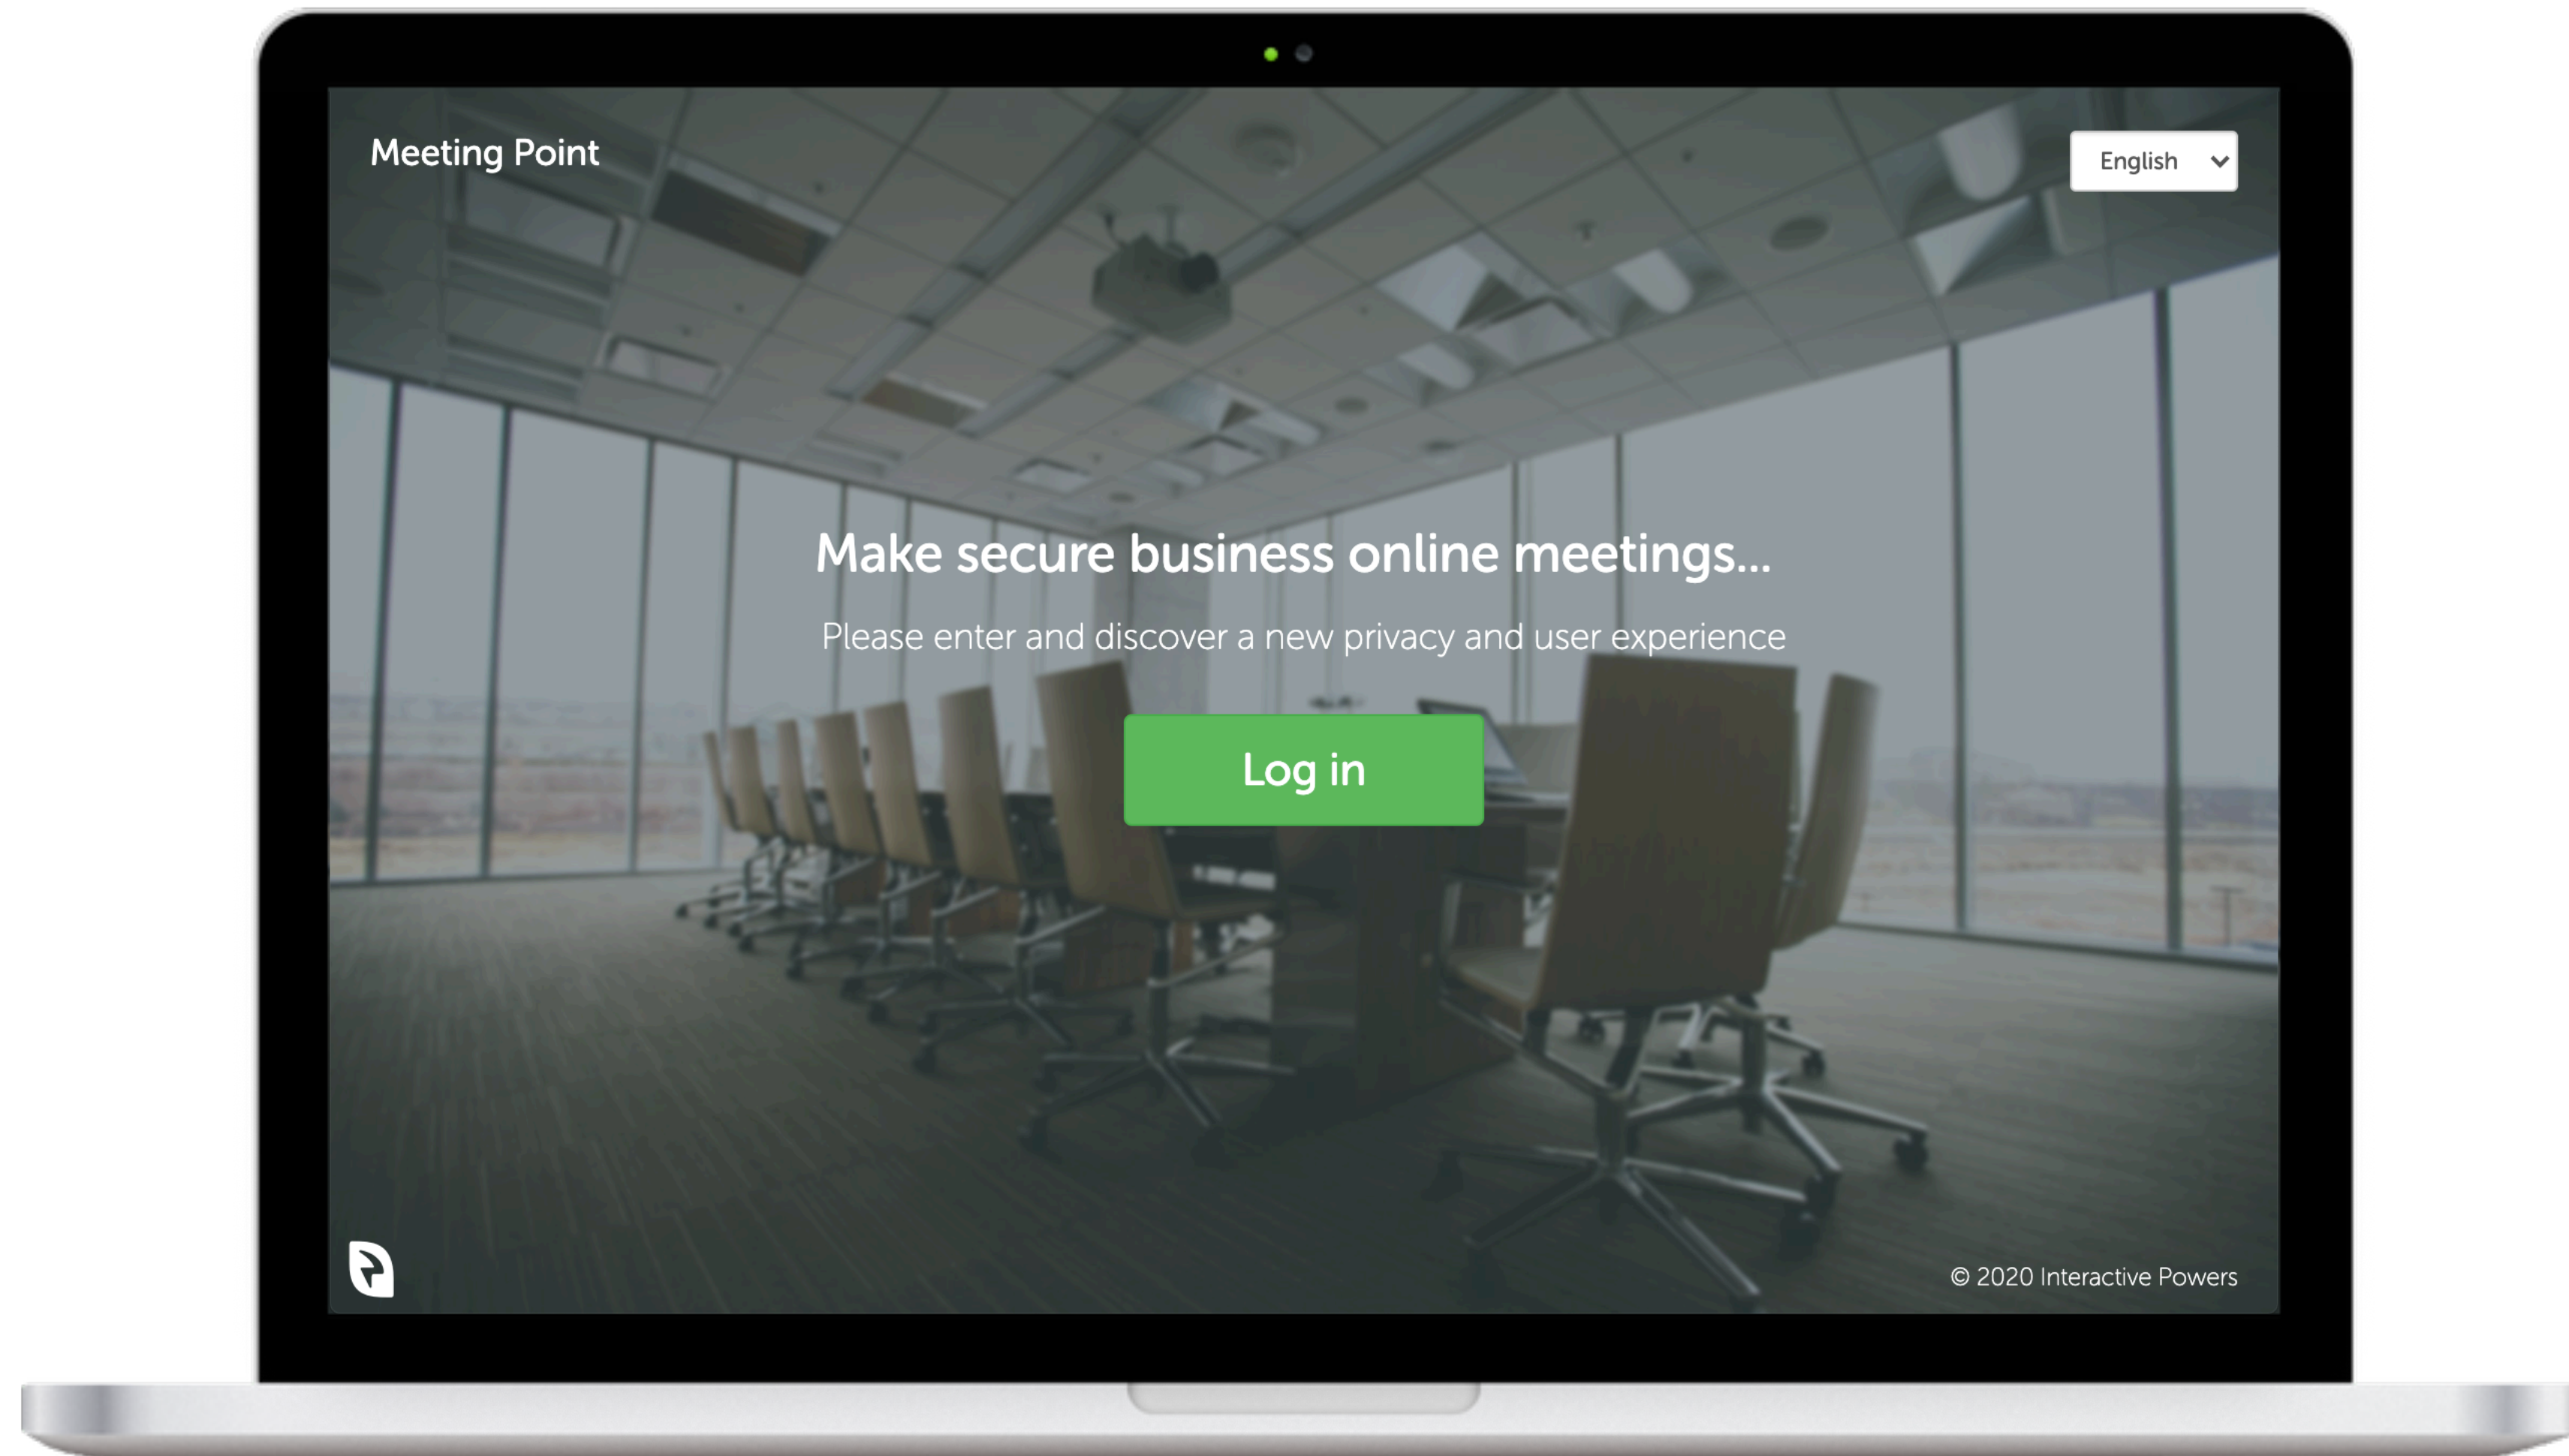 Meeting Point
English
Make secure business online meetings...
Please enter and discover a new privacy and user experience
Log in
© 2020 Interactive Powers